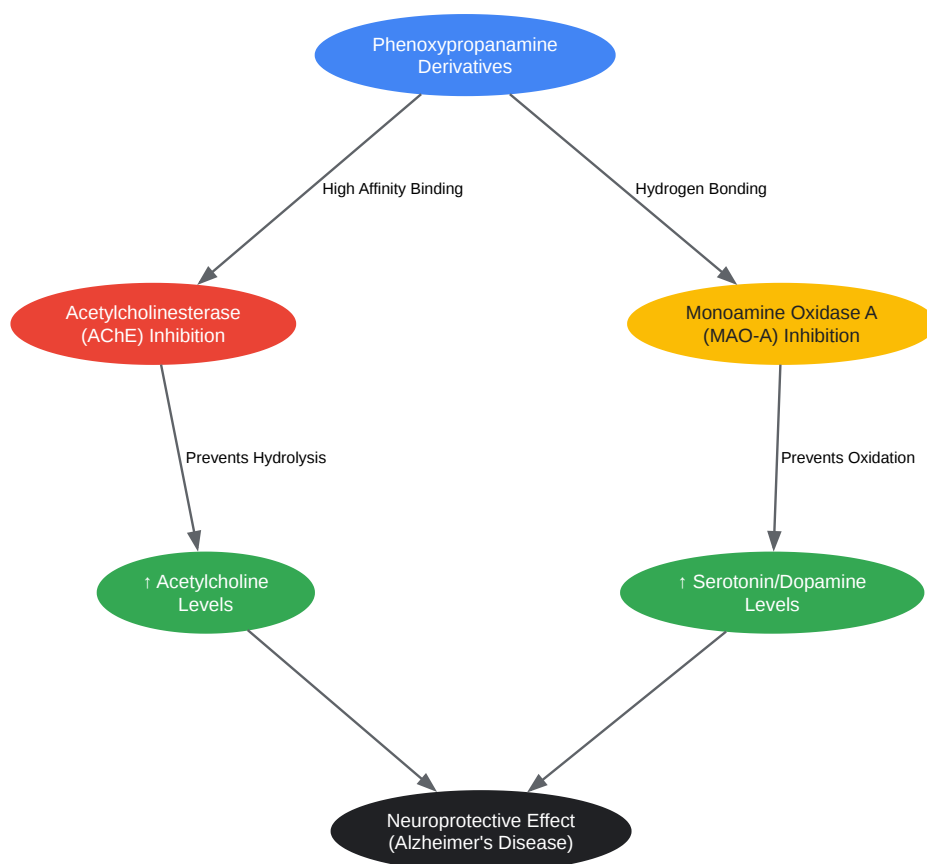 Phenoxypropanamine
Derivatives
High Affinity Binding
Hydrogen Bonding
Acetylcholinesterase
(AChE) Inhibition
Monoamine Oxidase A
(MAO-A) Inhibition
Prevents Hydrolysis
Prevents Oxidation
↑ Acetylcholine
Levels
↑ Serotonin/Dopamine
Levels
Neuroprotective Effect
(Alzheimer's Disease)